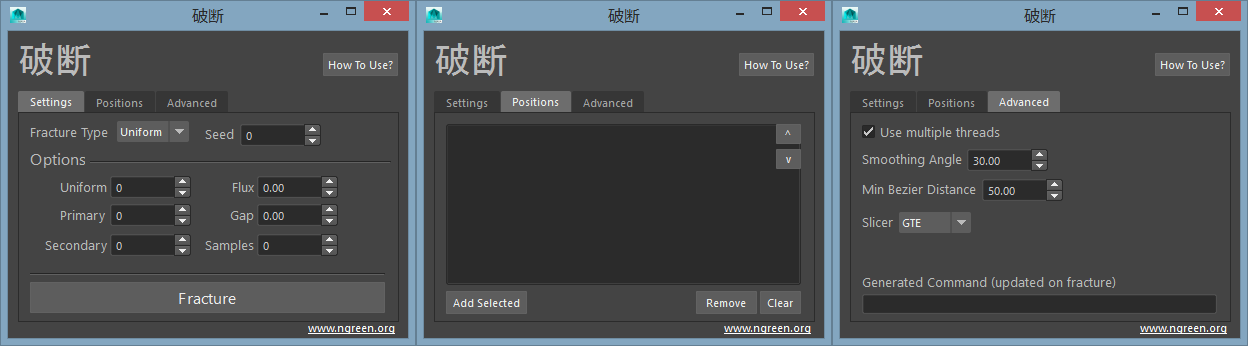 破断
破断
How To Use?
Settings Positions Advanced
Fracture Type Uniform Seed 0
Options
Uniform 0 Flux 0.00
Primary 0 Gap 0.00
Secondary 0 Samples 0
Fracture
www.ngreen.org
破断
破断
How To Use?
Settings Positions Advanced
^
v
Add Selected Remove Clear
www.ngreen.org
破断
破断
How To Use?
Settings Positions Advanced
Use multiple threads
Smoothing Angle 30.00
Min Bezier Distance 50.00
Slicer GTE
Generated Command (updated on fracture)
www.ngreen.org